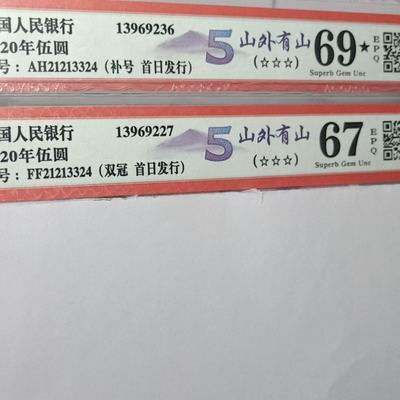 国人民银行 13969236
20年伍圆
号: AH21213324 (补号 首日发行)
5 山外有山
(☆☆☆)
69★ EPQ
Superb Gem Unc
国人民银行 13969227
20年伍圆
号: FF21213324 (双冠 首日发行)
5 山外有山
(☆☆☆)
67 EPQ
Superb Gem Unc